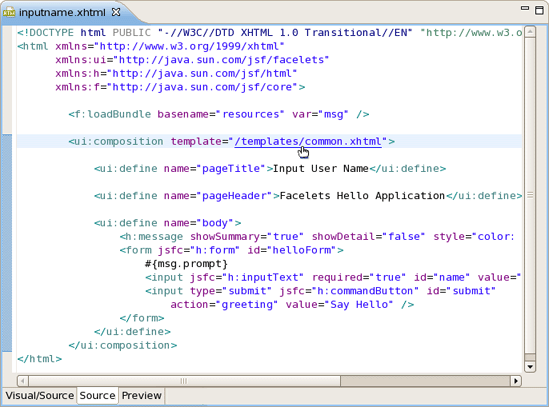 inputname.xhtml
<!DOCTYPE html PUBLIC "-//W3C//DTD XHTML 1.0 Transitional//EN" "http://www.w3.o
<html xmlns="http://www.w3.org/1999/xhtml"
xmlns:ui="http://java.sun.com/jsf/facelets"
xmlns:h="http://java.sun.com/jsf/html"
xmlns:f="http://java.sun.com/jsf/core">
<f:loadBundle basename="resources" var="msg" />
<ui:composition template="/templates/common.xhtml">
<ui:define name="pageTitle">Input User Name</ui:define>
<ui:define name="pageHeader">Facelets Hello Application</ui:define>
<ui:define name="body">
<h:message showSummary="true" showDetail="false" style="color:
<form jsfc="h:form" id="helloForm">
#{msg.prompt}
<input jsfc="h:inputText" required="true" id="name" value="
<input type="submit" jsfc="h:commandButton" id="submit"
action="greeting" value="Say Hello" />
</form>
</ui:define>
</ui:composition>
</html>
Visual/Source Source Preview